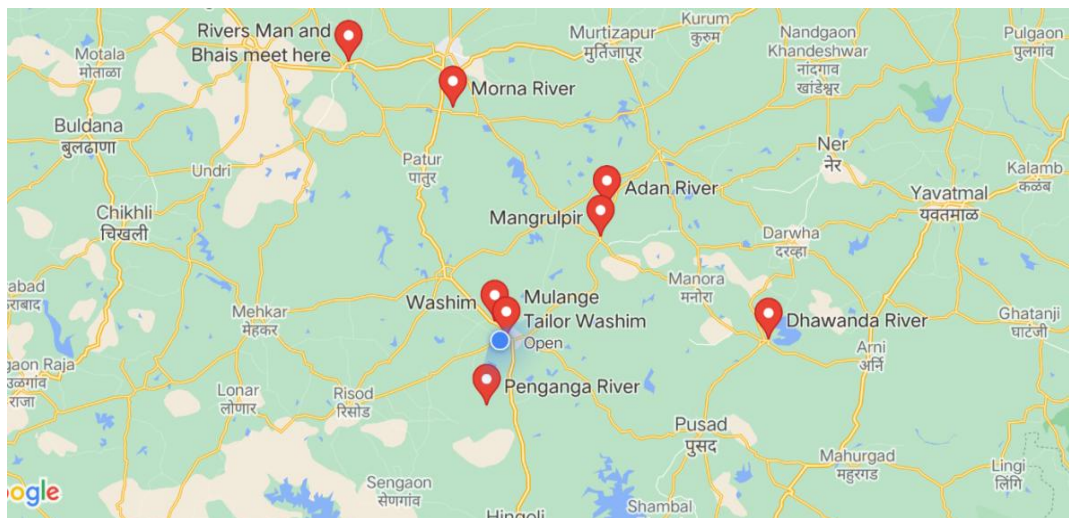 Rivers Man and
Bhais meet here
Motala
मोताळा
Murtizapur
मुर्तिजापूर
Kurum
कुरुम
Nandgaon
Khandeshwar
नांदगाव
खांडेश्वर
Pulgaon
पुलगांव
Morna River
Buldana
बुलढाणा
Undri
Patur
पातुर
Ner
नेर
Kalamb
कळंब
Adan River
Yavatmal
यवतमाळ
Chikhli
चिखली
Mangrulpir
Darwha
दारव्हा
Manora
मनोरा
Washim
Mulange
Tailor Washim
Open
Mehkar
मेहकर
Dhawanda River
Ghatanji
घाटंजी
Arni
अर्नि
Penganga River
Lonar
लोणार
Risod
रिसोड
Pusad
पुसद
Mahurgad
महुरगड
Lingi
लिंगि
Sengaon
सेणगांव
Shambal
Hingoli